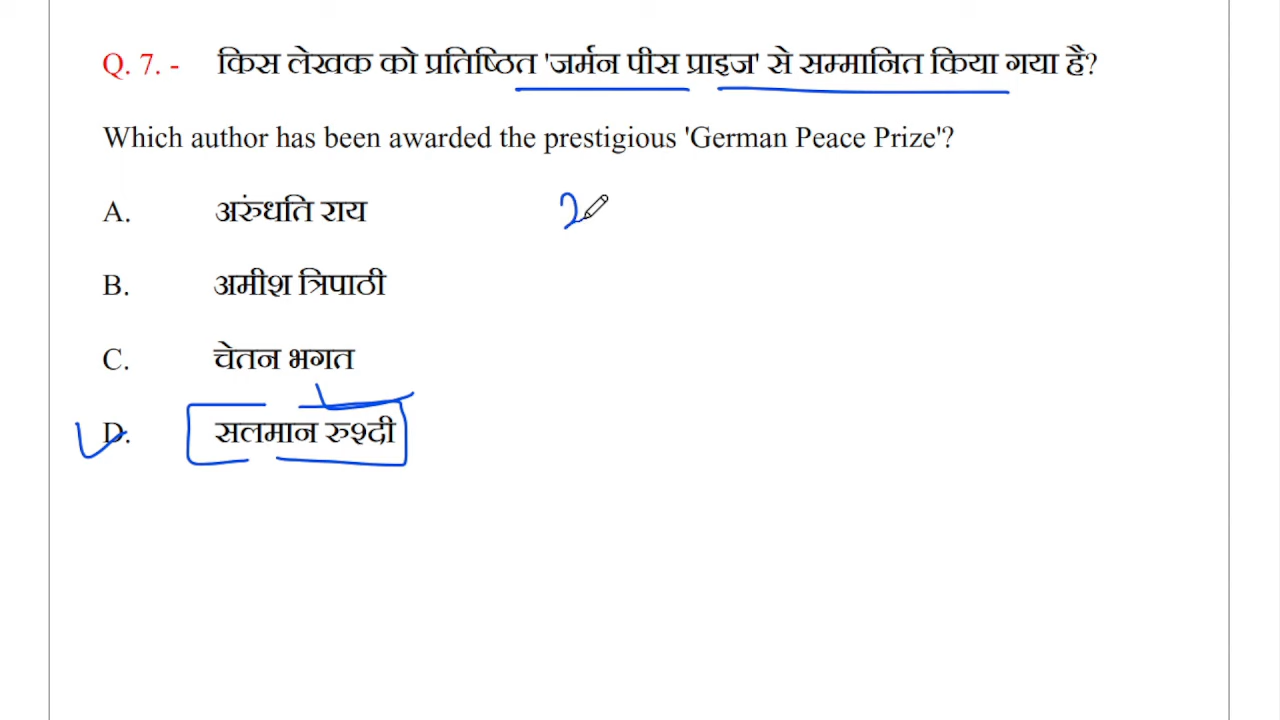 Q. 7. - किस लेखक को प्रतिष्ठित 'जर्मन पीस प्राइज' से सम्मानित किया गया है?
Which author has been awarded the prestigious 'German Peace Prize'?
A. अरुंधति राय 2
B. अमीश त्रिपाठी
C. चेतन भगत
D. सलमान रुश्दी